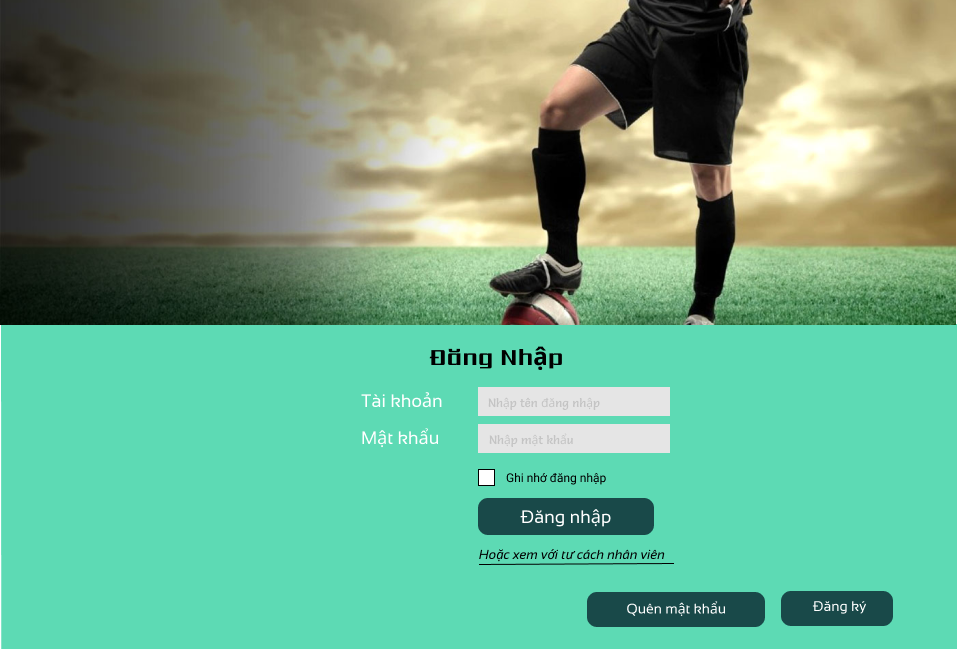 Đăng Nhập
Tài khoản
Nhập tên đăng nhập
Mật khẩu
Nhập mật khẩu
Ghi nhớ đăng nhập
Đăng nhập
Hoặc xem với tư cách nhân viên
Quên mật khẩu
Đăng ký